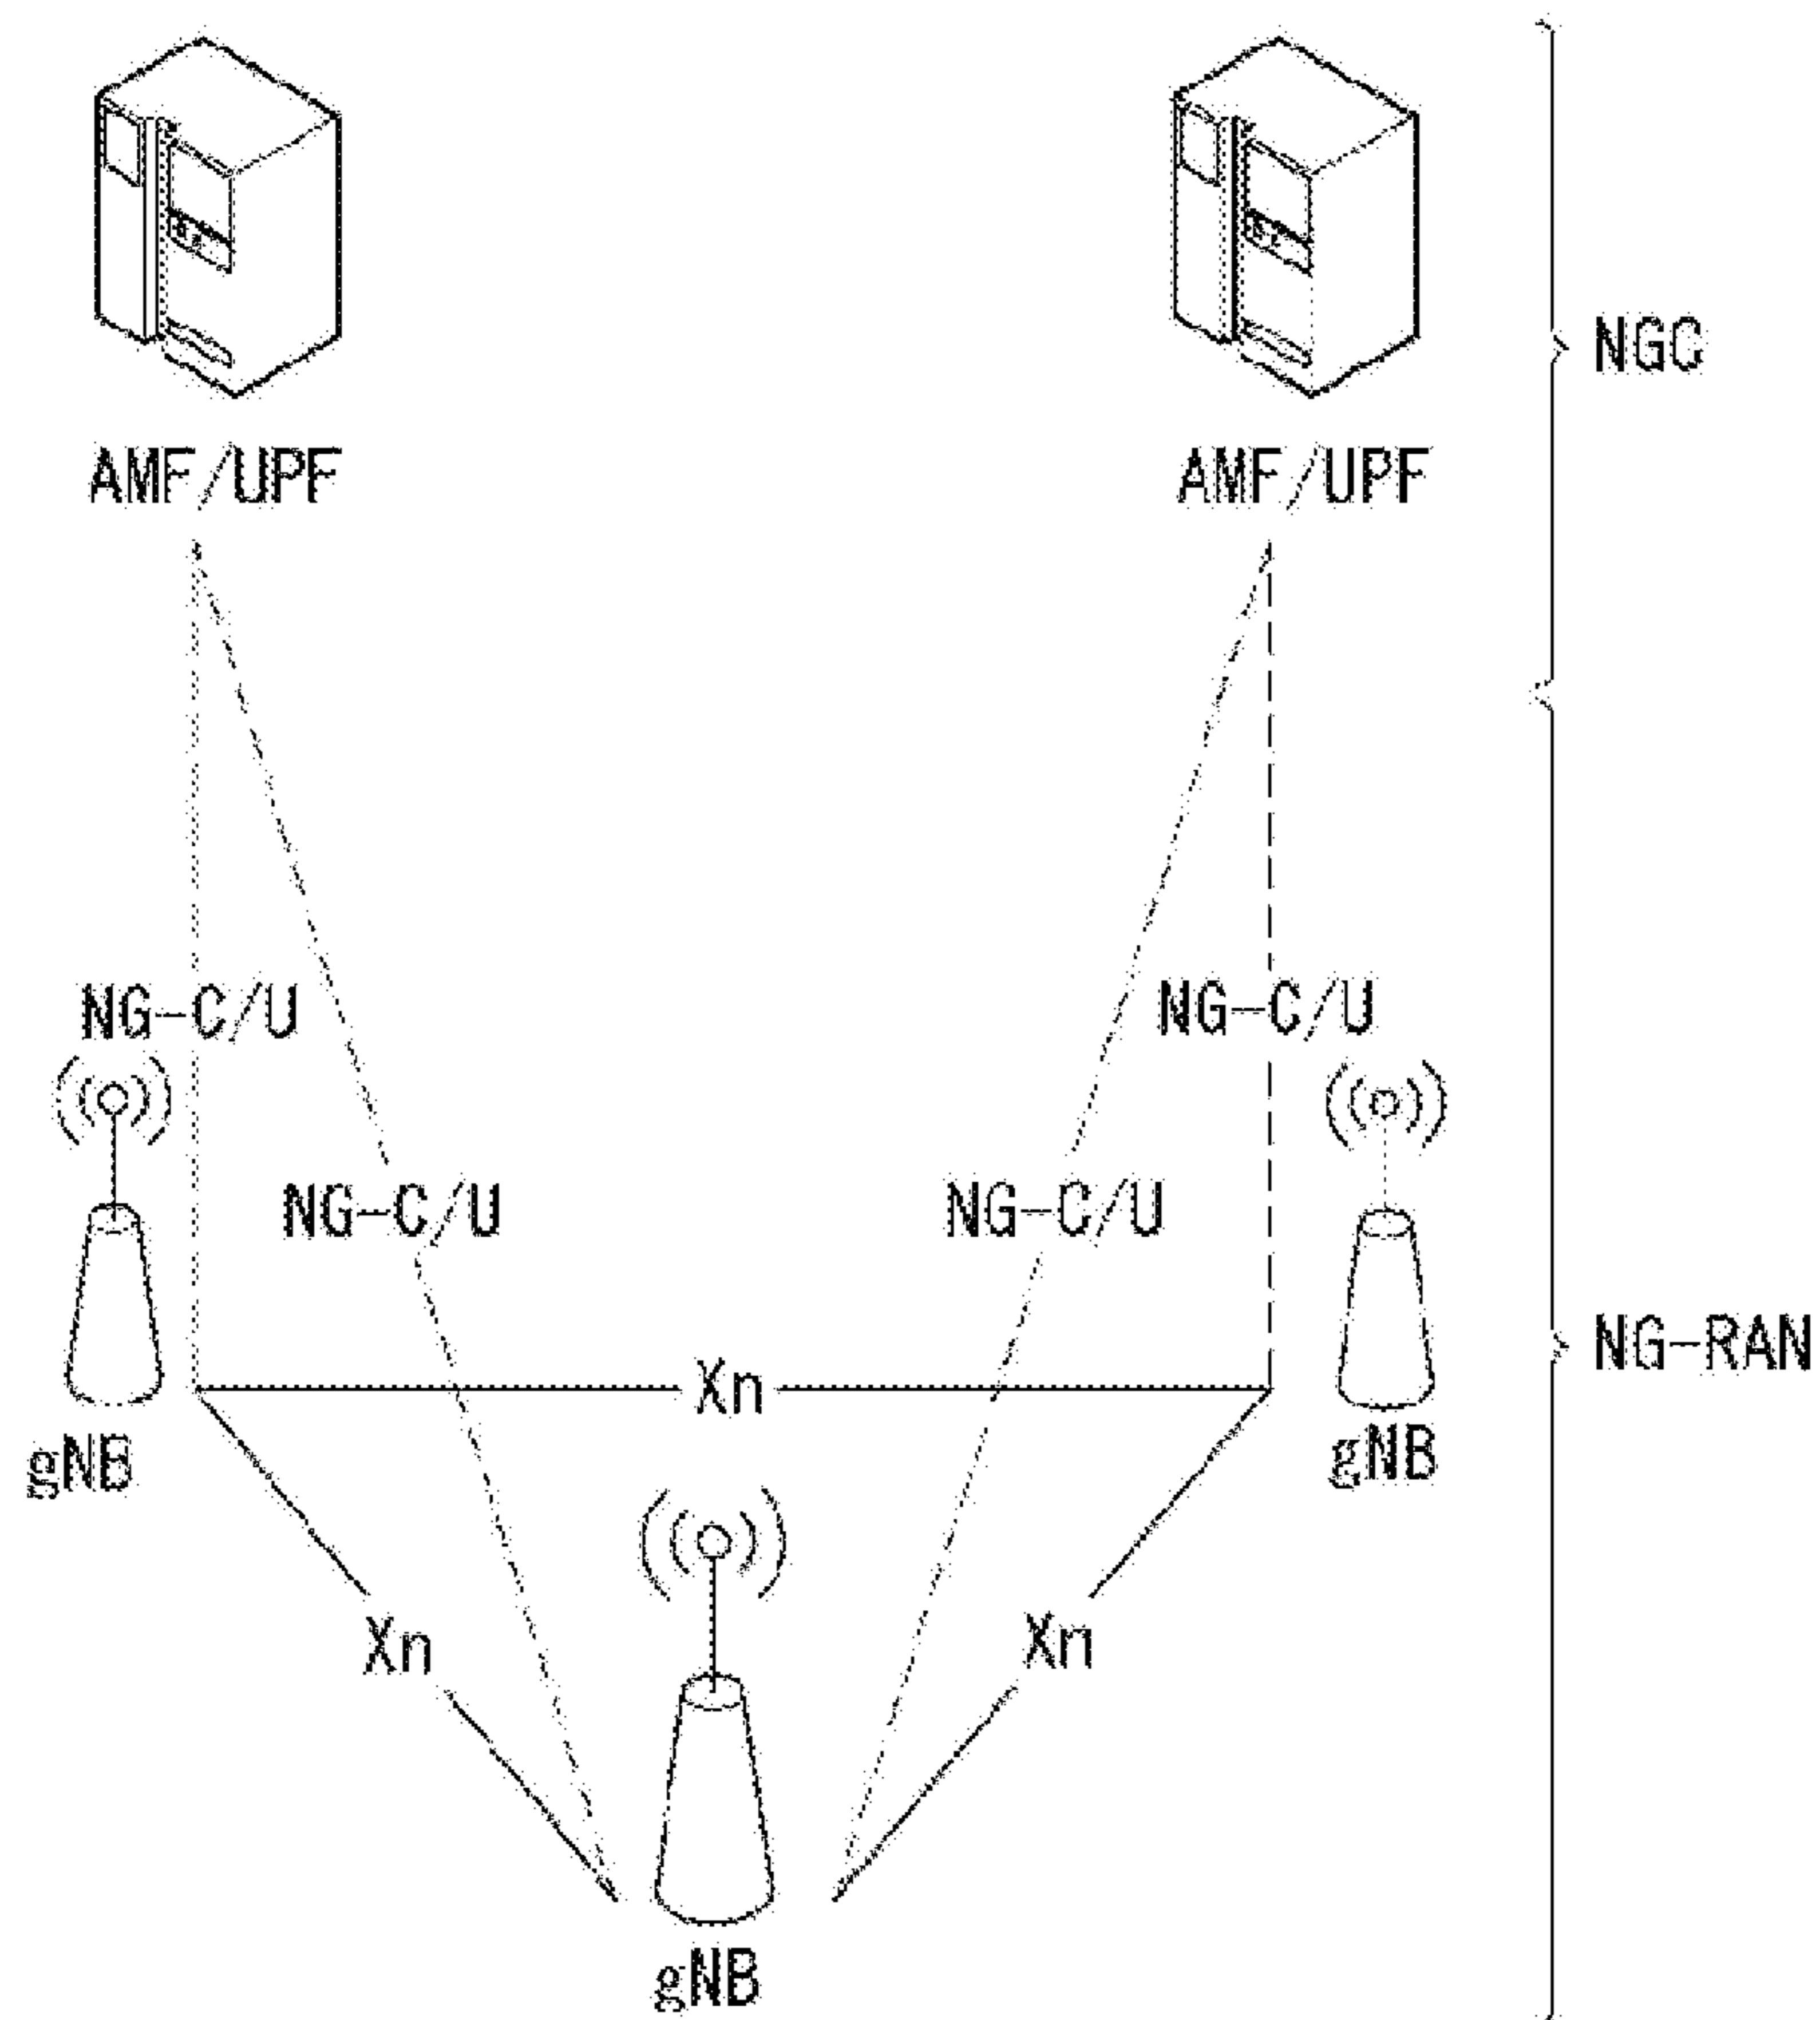 NGC
AMF/UPF
AMF/UPF
NG-C/U
NG-C/U
NG-C/U
NG-C/U
NG-RAN
Xn
gNB
gNB
Xn
Xn
gNB